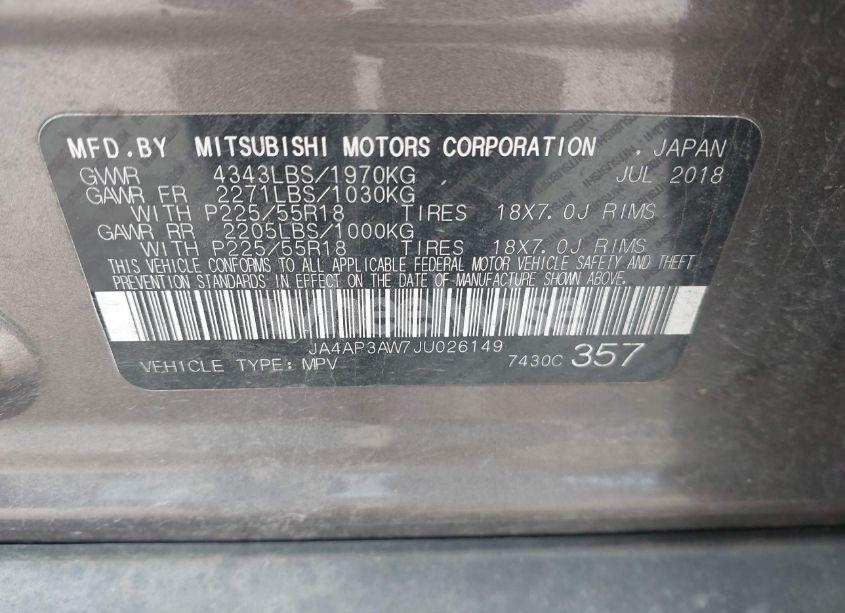 MFD.BY MITSUBISHI MOTORS CORPORATION . JAPAN
GVWR 4343LBS/1970KG JUL 2018
GAWR FR 2271LBS/1030KG
WITH P225/55R18 TIRES 18X7.0J RIMS
GAWR RR 2205LBS/1000KG
WITH P225/55R18 TIRES 18X7.0J RIMS
THIS VEHICLE CONFORMS TO ALL APPLICABLE FEDERAL MOTOR VEHICLE SAFETY AND THEFT
PREVENTION STANDARDS IN EFFECT ON THE DATE OF MANUFACTURE SHOWN ABOVE.
JA4AP3AW7JU026149
VEHICLE TYPE: MPV 7430C 357